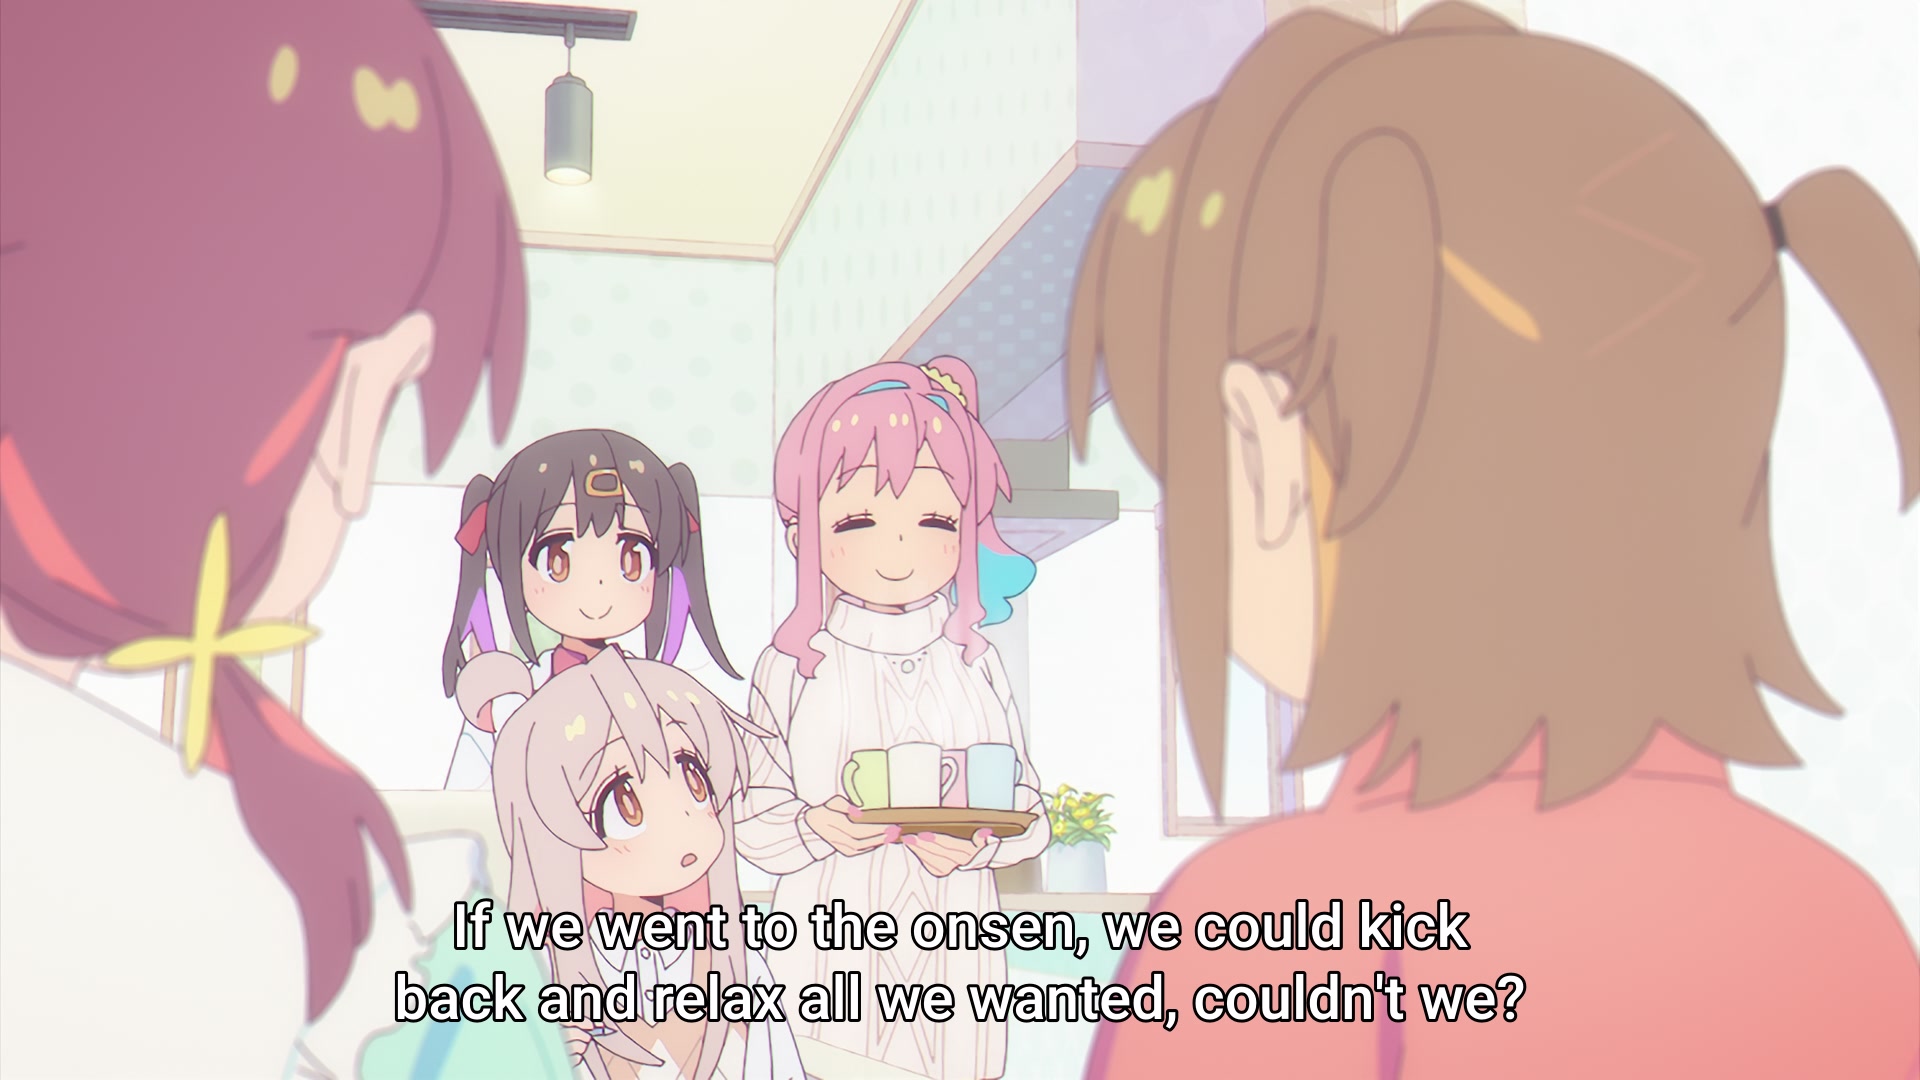 If we went to the onsen, we could kick
back and relax all we wanted, couldn't we?